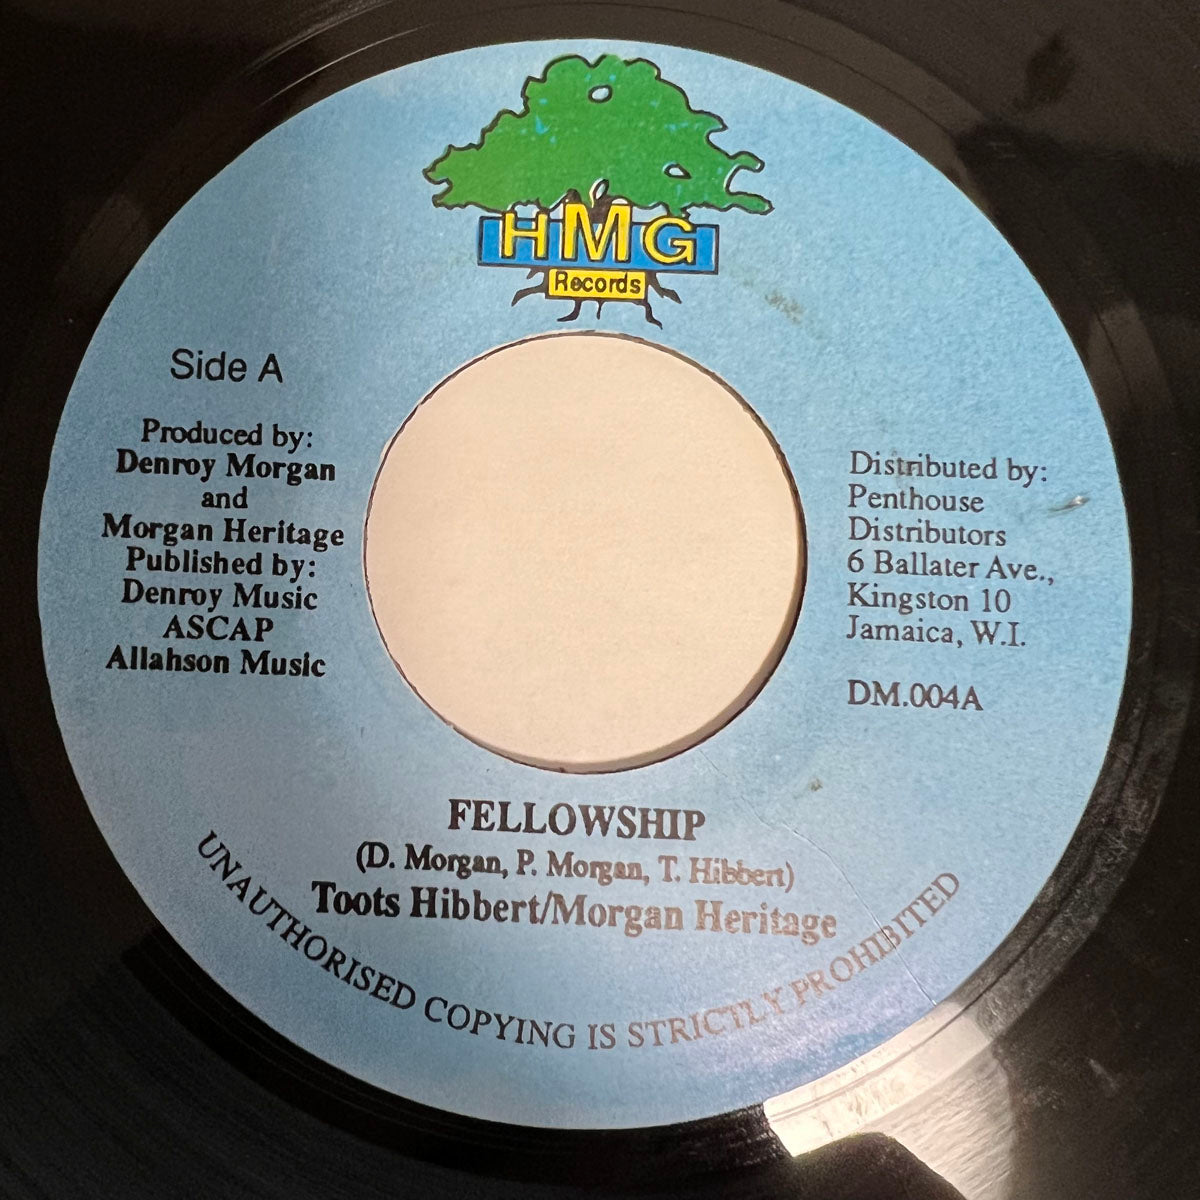 HMG
Records
Side A
Produced by:
Denroy Morgan
and
Morgan Heritage
Published by:
Denroy Music
ASCAP
Allahson Music
Distributed by:
Penthouse
Distributors
6 Ballater Ave.,
Kingston 10
Jamaica, W.I.
DM.004A
FELLOWSHIP
(D. Morgan, P. Morgan, T. Hibbert)
Toots Hibbert/Morgan Heritage
UNAUTHORISED COPYING IS STRICTLY PROHIBITED